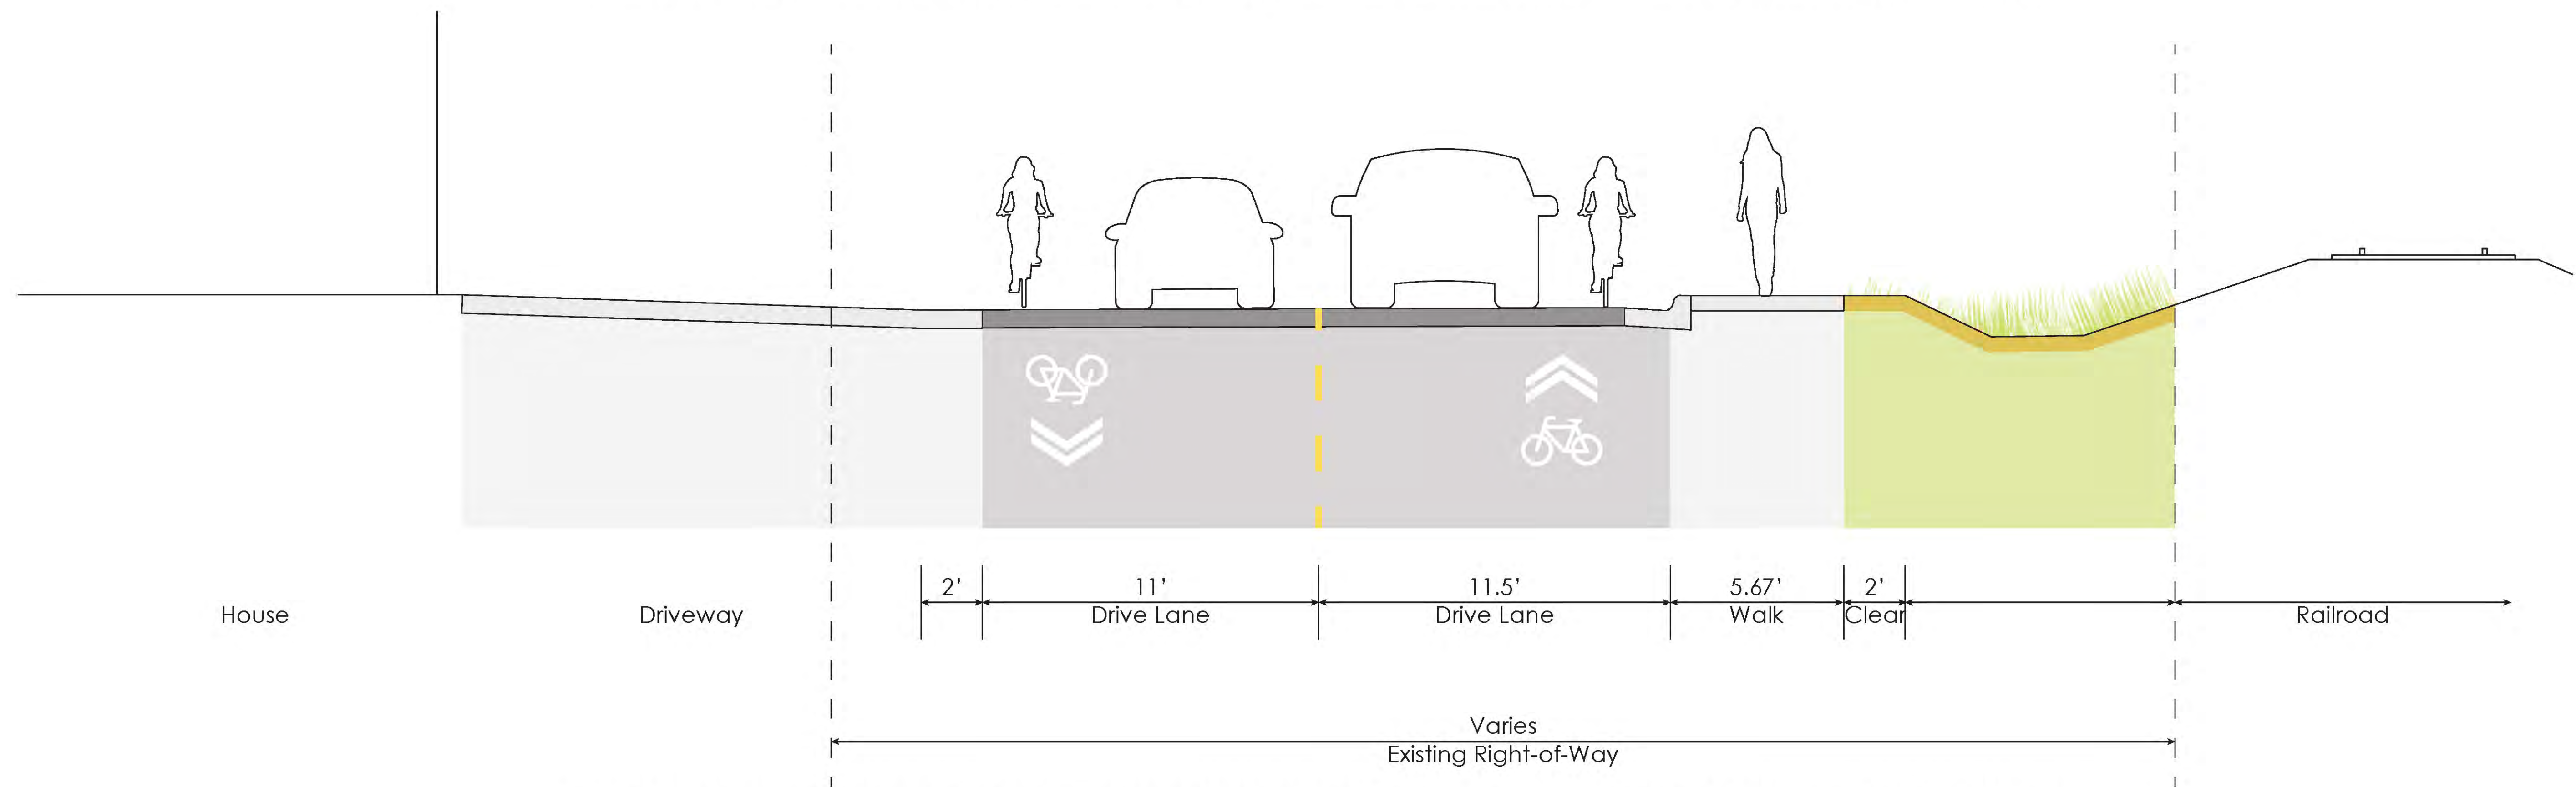 2’ 11’ 11.5’ 5.67’ 2’
House Driveway Drive Lane Drive Lane Walk Clear Railroad
Varies
Existing Right-of-Way